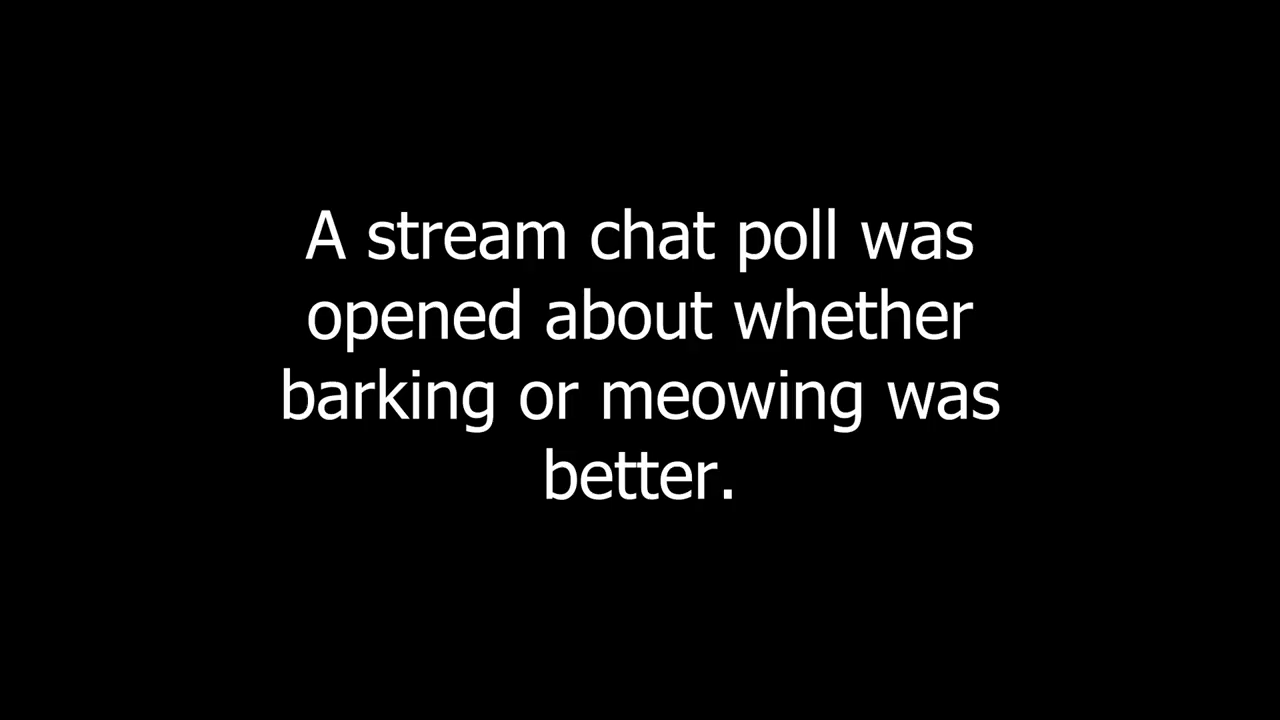 A stream chat poll was
opened about whether
barking or meowing was
better.